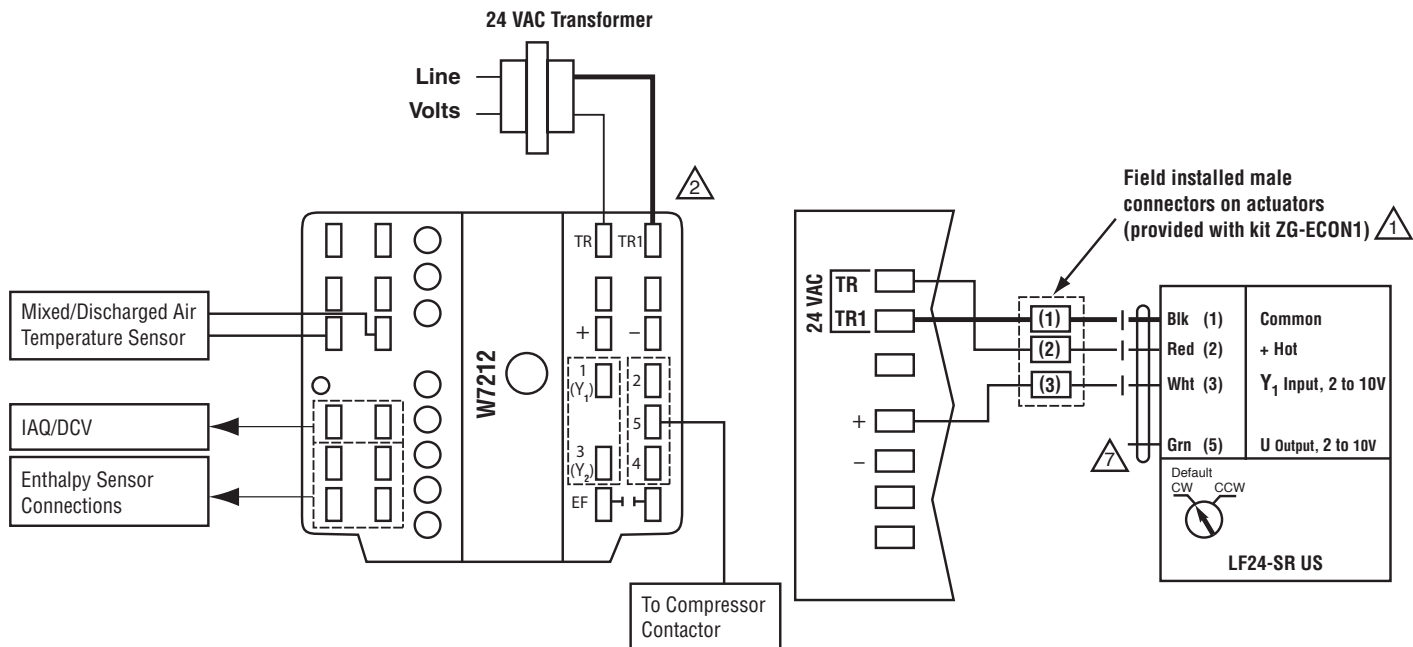 24 VAC Transformer
Line
Volts
2
TR TR1
+ −
1
(Y1)
2
5
3
(Y2)
4
EF
W7212
Mixed/Discharged Air
Temperature Sensor
IAQ/DCV
Enthalpy Sensor
Connections
To Compressor
Contactor
24 VAC
TR
TR1
+
−
Field installed male
connectors on actuators
(provided with kit ZG-ECON1) 1
(1)
(2)
(3)
Blk (1) Common
Red (2) + Hot
Wht (3) Y1 Input, 2 to 10V
7
Grn (5) U Output, 2 to 10V
Default
CW CCW
LF24-SR US